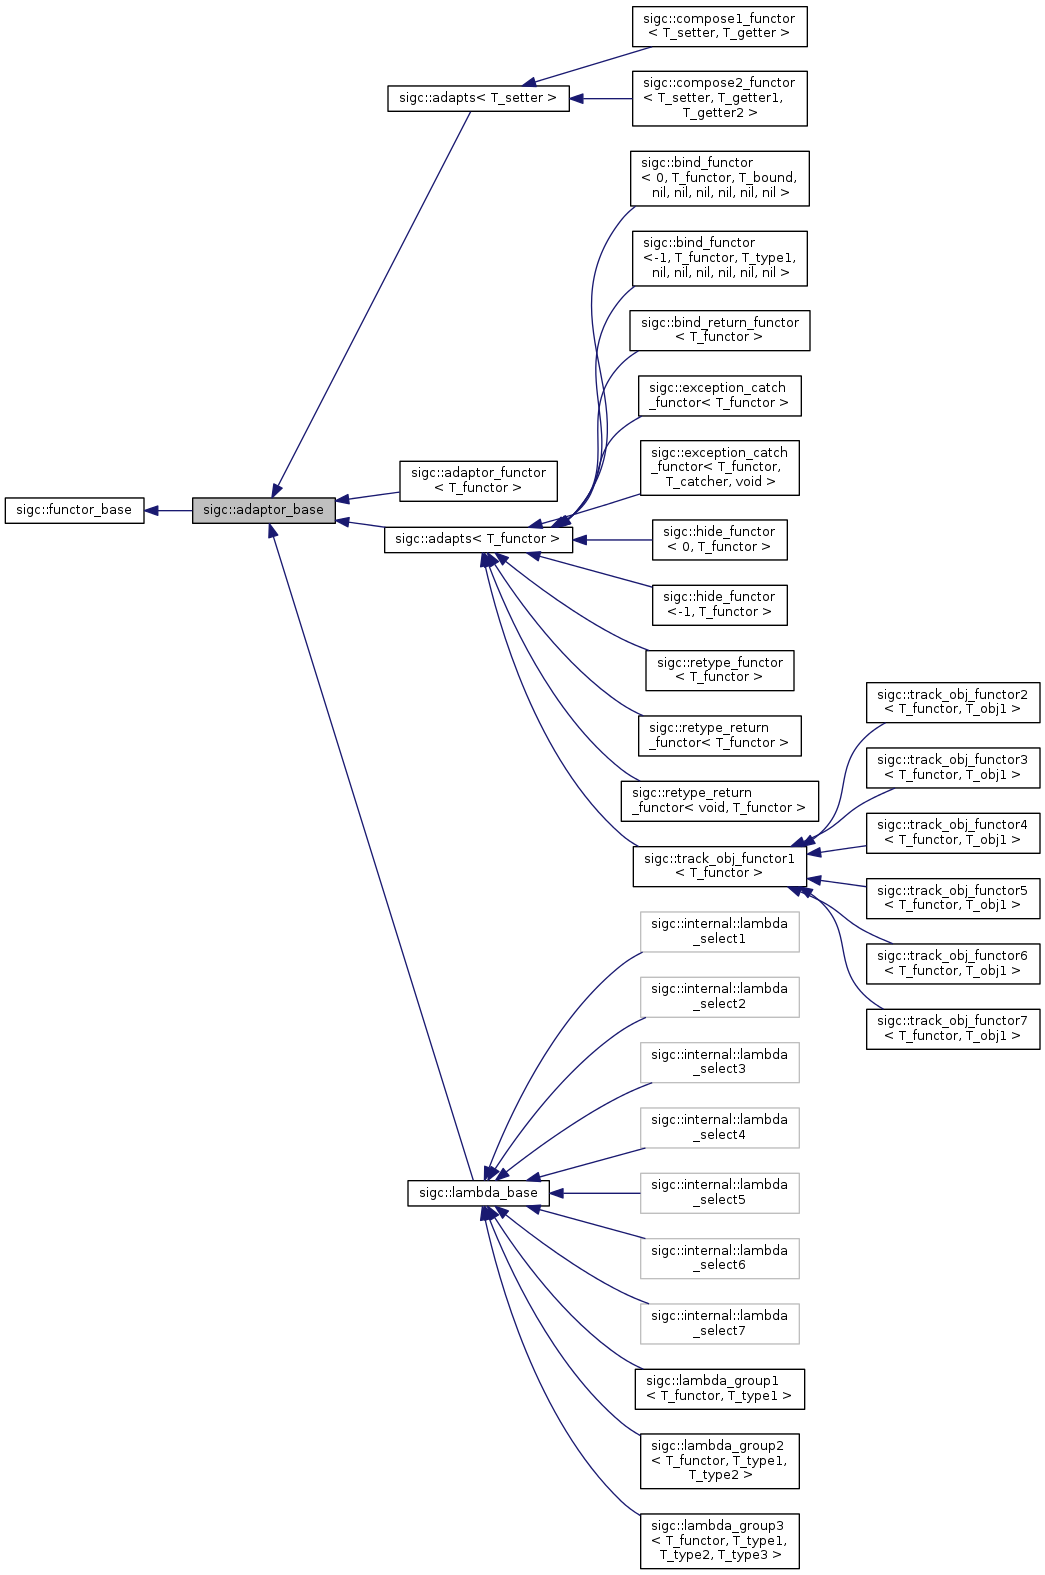 sigc::compose1_functor
< T_setter, T_getter >
sigc::compose2_functor
< T_setter, T_getter1,
T_getter2 >
sigc::adapts< T_setter >
sigc::bind_functor
< 0, T_functor, T_bound,
nil, nil, nil, nil, nil, nil >
sigc::bind_functor
<-1, T_functor, T_type1,
nil, nil, nil, nil, nil, nil >
sigc::bind_return_functor
< T_functor >
sigc::exception_catch
_functor< T_functor >
sigc::exception_catch
_functor< T_functor,
T_catcher, void >
sigc::adaptor_functor
< T_functor >
sigc::functor_base
sigc::adaptor_base
sigc::adapts< T_functor >
sigc::hide_functor
< 0, T_functor >
sigc::hide_functor
<-1, T_functor >
sigc::retype_functor
< T_functor >
sigc::retype_return
_functor< T_functor >
sigc::retype_return
_functor< void, T_functor >
sigc::track_obj_functor1
< T_functor >
sigc::track_obj_functor2
< T_functor, T_obj1 >
sigc::track_obj_functor3
< T_functor, T_obj1 >
sigc::track_obj_functor4
< T_functor, T_obj1 >
sigc::track_obj_functor5
< T_functor, T_obj1 >
sigc::track_obj_functor6
< T_functor, T_obj1 >
sigc::track_obj_functor7
< T_functor, T_obj1 >
sigc::internal::lambda
_select1
sigc::internal::lambda
_select2
sigc::internal::lambda
_select3
sigc::internal::lambda
_select4
sigc::lambda_base
sigc::internal::lambda
_select5
sigc::internal::lambda
_select6
sigc::internal::lambda
_select7
sigc::lambda_group1
< T_functor, T_type1 >
sigc::lambda_group2
< T_functor, T_type1,
T_type2 >
sigc::lambda_group3
< T_functor, T_type1,
T_type2, T_type3 >